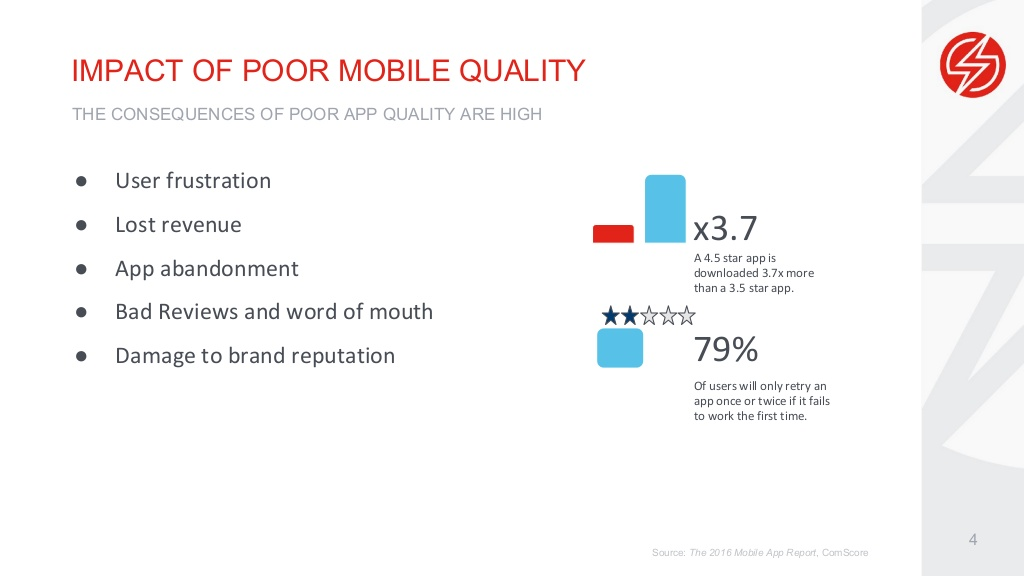 IMPACT OF POOR MOBILE QUALITY
THE CONSEQUENCES OF POOR APP QUALITY ARE HIGH
● User frustration
● Lost revenue
● App abandonment
● Bad Reviews and word of mouth
● Damage to brand reputation
x3.7
A 4.5 star app is
downloaded 3.7x more
than a 3.5 star app.
79%
Of users will only retry an
app once or twice if it fails
to work the first time.
Source: The 2016 Mobile App Report, ComScore
4